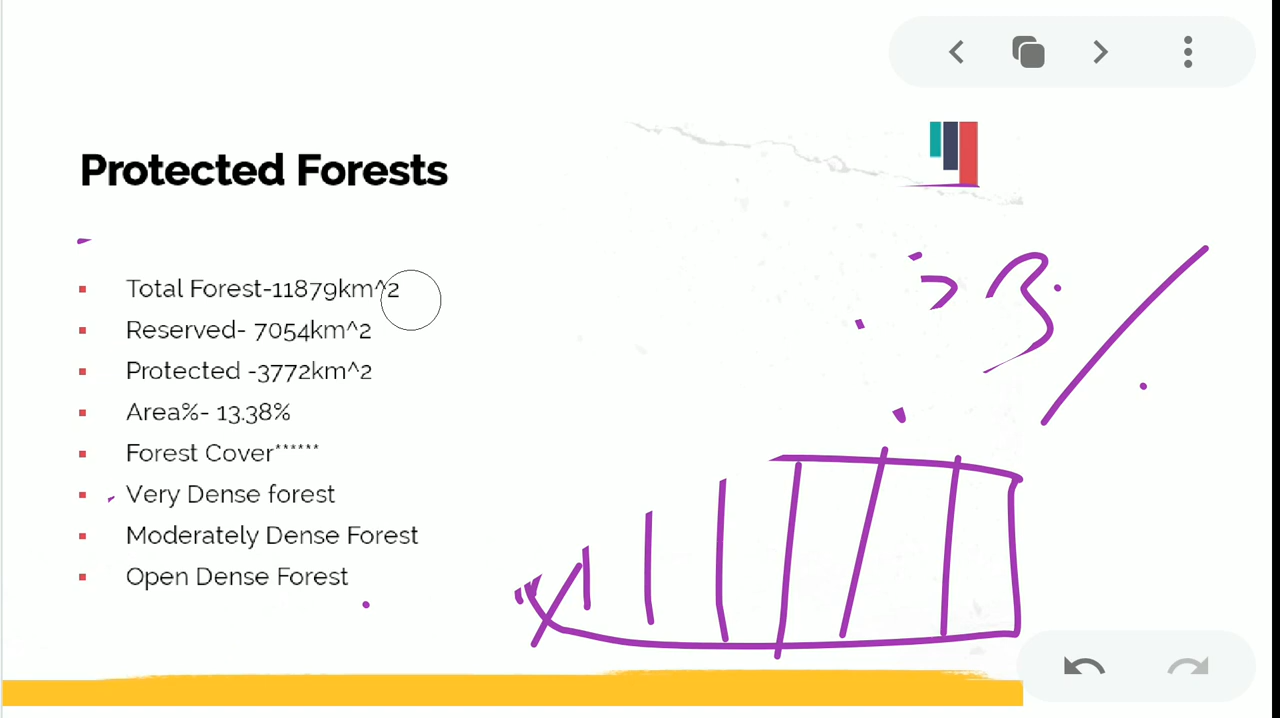 Protected Forests
Total Forest-11879km^2
Reserved- 7054km^2
Protected -3772km^2
Area%- 13.38%
Forest Cover******
Very Dense forest
Moderately Dense Forest
Open Dense Forest